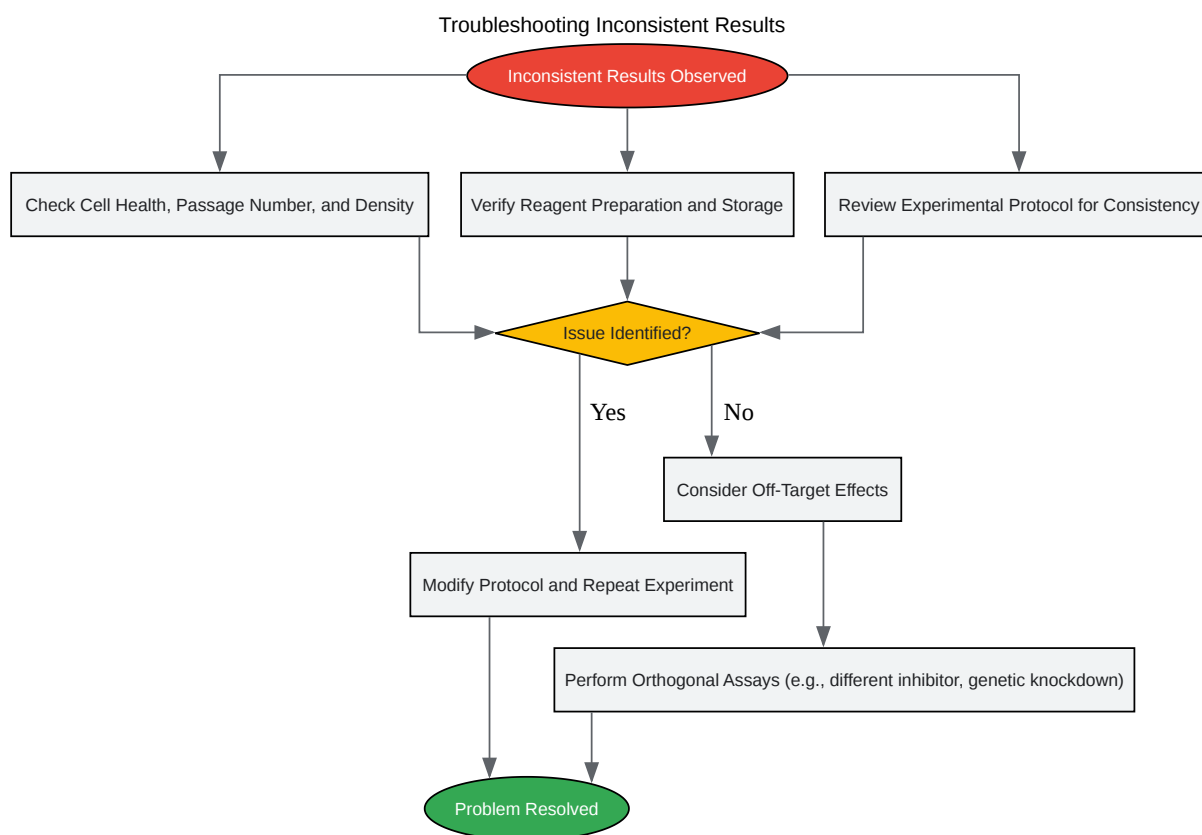 Troubleshooting Inconsistent Results
Inconsistent Results Observed
Check Cell Health, Passage Number, and Density
Verify Reagent Preparation and Storage
Review Experimental Protocol for Consistency
Issue Identified?
Yes
No
Consider Off-Target Effects
Modify Protocol and Repeat Experiment
Perform Orthogonal Assays (e.g., different inhibitor, genetic knockdown)
Problem Resolved